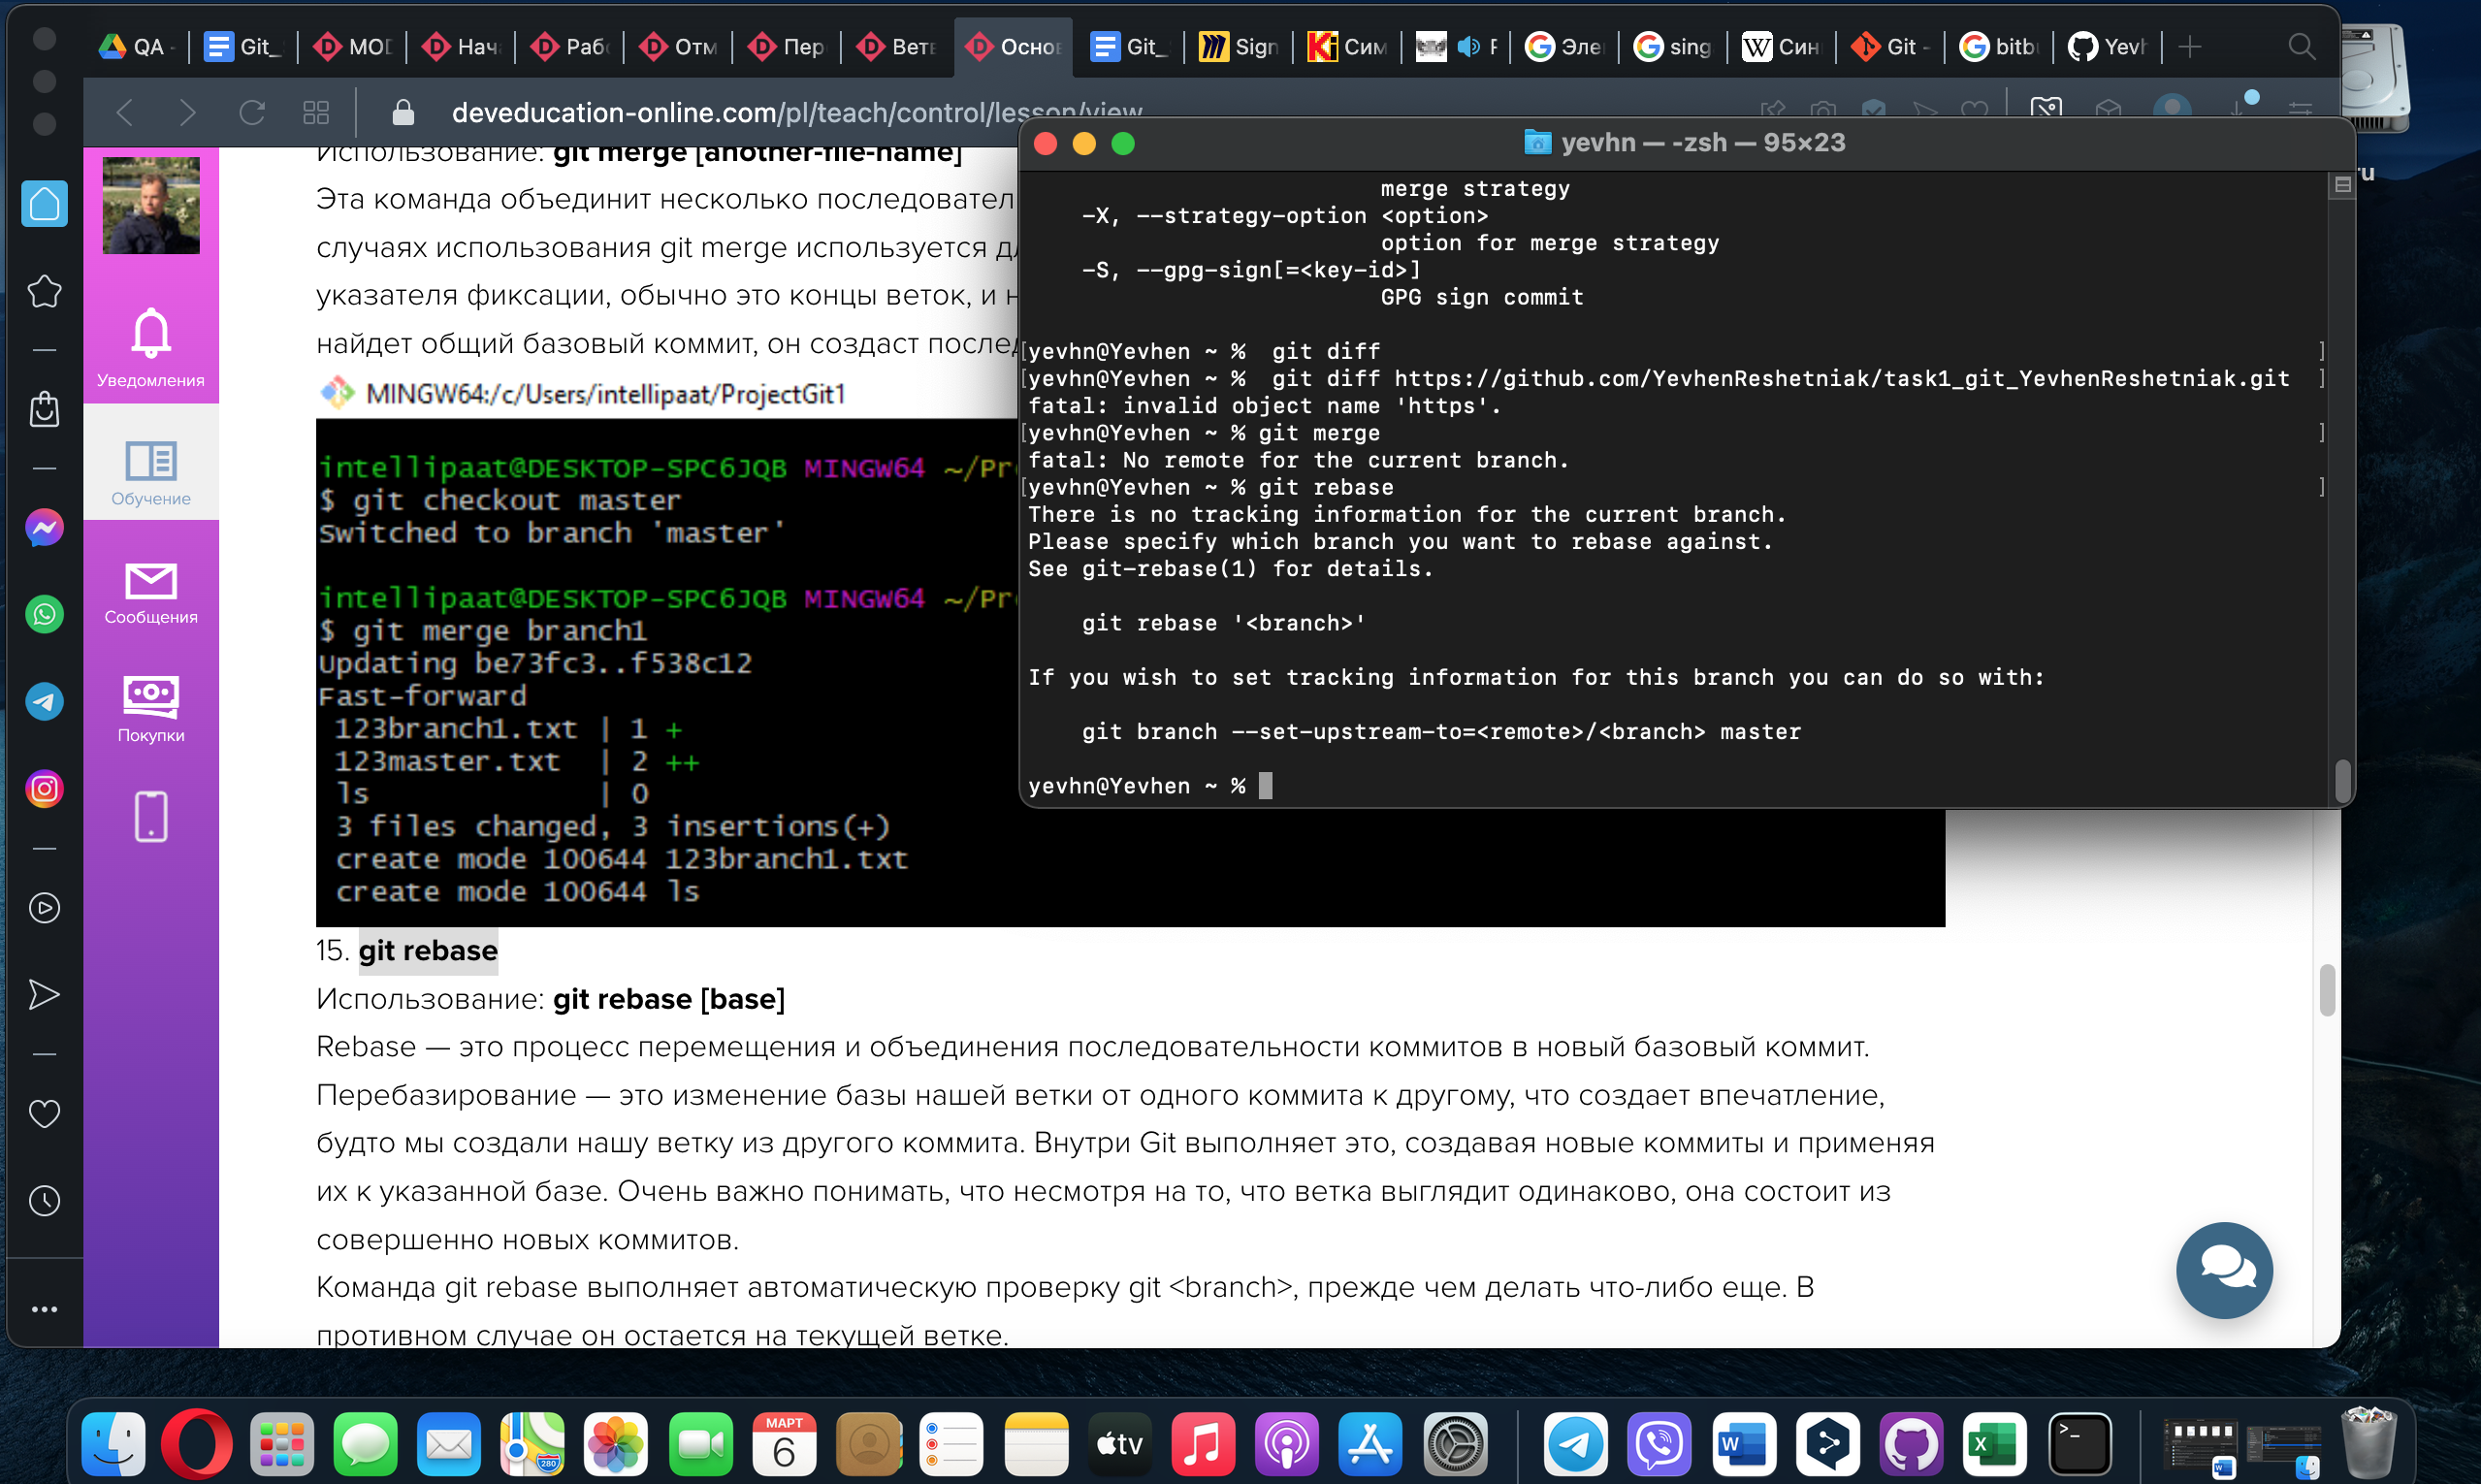 QA -
Git_
MOD
Нача
Рабо
Отм
Пер
Ветв
Основ
Git_
Sign
Сим
F
Эле
sing
Син
Git -
bitbu
Yevh
deveducation-online.com/pl/teach/control/lesson/view
Уведомления
Обучение
Сообщения
Покупки
Использование: git merge [another-file-name]
Эта команда объединит несколько последовател
случаях использования git merge используется дл
указателя фиксации, обычно это концы веток, и н
найдет общий базовый коммит, он создаст послед
MINGW64:/c/Users/intellipaat/ProjectGit1
intellipaat@DESKTOP-SPC6JQB MINGW64 ~/Pr
$ git checkout master
Switched to branch 'master'
intellipaat@DESKTOP-SPC6JQB MINGW64 ~/Pr
$ git merge branch1
Updating be73fc3..f538c12
Fast-forward
123branch1.txt | 1 +
123master.txt | 2 ++
ls | 0
3 files changed, 3 insertions(+)
create mode 100644 123branch1.txt
create mode 100644 ls
15. git rebase
Использование: git rebase [base]
Rebase — это процесс перемещения и объединения последовательности коммитов в новый базовый коммит.
Перебазирование — это изменение базы нашей ветки от одного коммита к другому, что создает впечатление,
будто мы создали нашу ветку из другого коммита. Внутри Git выполняет это, создавая новые коммиты и применяя
их к указанной базе. Очень важно понимать, что несмотря на то, что ветка выглядит одинаково, она состоит из
совершенно новых коммитов.
Команда git rebase выполняет автоматическую проверку git <branch>, прежде чем делать что-либо еще. В
противном случае он остается на текущей ветке.
yevhn — -zsh — 95×23
merge strategy
-X, --strategy-option <option>
option for merge strategy
-S, --gpg-sign[=<key-id>]
GPG sign commit
[yevhn@Yevhen ~ %  git diff ]
[yevhn@Yevhen ~ %  git diff https://github.com/YevhenReshetniak/task1_git_YevhenReshetniak.git ]
fatal: invalid object name 'https'.
[yevhn@Yevhen ~ % git merge ]
fatal: No remote for the current branch.
[yevhn@Yevhen ~ % git rebase ]
There is no tracking information for the current branch.
Please specify which branch you want to rebase against.
See git-rebase(1) for details.
git rebase '<branch>'
If you wish to set tracking information for this branch you can do so with:
git branch --set-upstream-to=<remote>/<branch> master
yevhn@Yevhen ~ %
ru
МАРТ
6
280
tv
W
X
>_